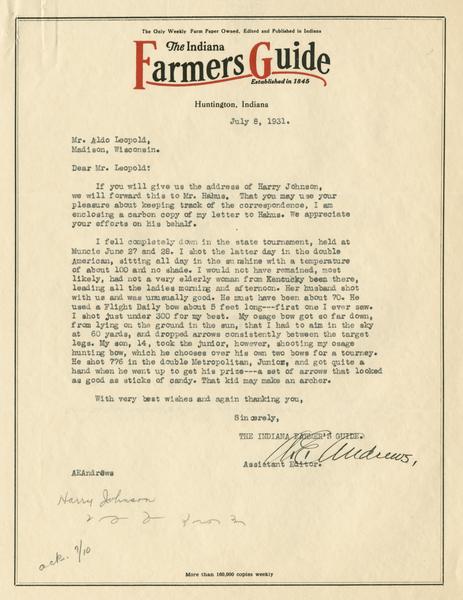 The Only Weekly Farm Paper Owned, Edited and Published in Indiana
The Indiana
Farmers Guide
Established in 1845
Huntington, Indiana
July 8, 1931.
Mr. Aldo Leopold,
Madison, Wisconsin.
Dear Mr. Leopold:
If you will give us the address of Harry Johnson,
we will forward this to Mr. Hahus. That you may use your
pleasure about keeping track of the correspondence, I am
enclosing a carbon copy of my letter to Hahus. We appreciate
your efforts on his behalf.
I fell completely down in the state tournament, held at
Muncie June 27 and 28. I shot the latter day in the double
American, sitting all day in the sunshine with a temperature
of about 100 and no shade. I would not have remained, most
likely, had not a very elderly woman from Kentucky been there,
leading all the ladies morning and afternoon. Her husband shot
with us and was unusually good. He must have been about 70. He
used a Flight Daily bow about 5 feet long---first one I ever saw.
I shot just under 300 for my best. My osage bow got so far down,
from lying on the ground in the sun, that I had to aim in the sky
at 60 yards, and dropped arrows consistently between the target
legs. My son, 14, took the junior, however, shooting my osage
hunting bow, which he chooses over his own two bows for a tourney.
He shot 776 in the double Metropolitan, Junior, and got quite a
hand when he went up to get his prize---a set of arrows that looked
as good as sticks of candy. That kid may make an archer.
With very best wishes and again thanking you,
Sincerely,
THE INDIANA FARMER'S GUIDE.
A.E. Andrews,
Assistant Editor.
AEAndrews
Harry Johnson
ack. 7/10
More than 160,000 copies weekly